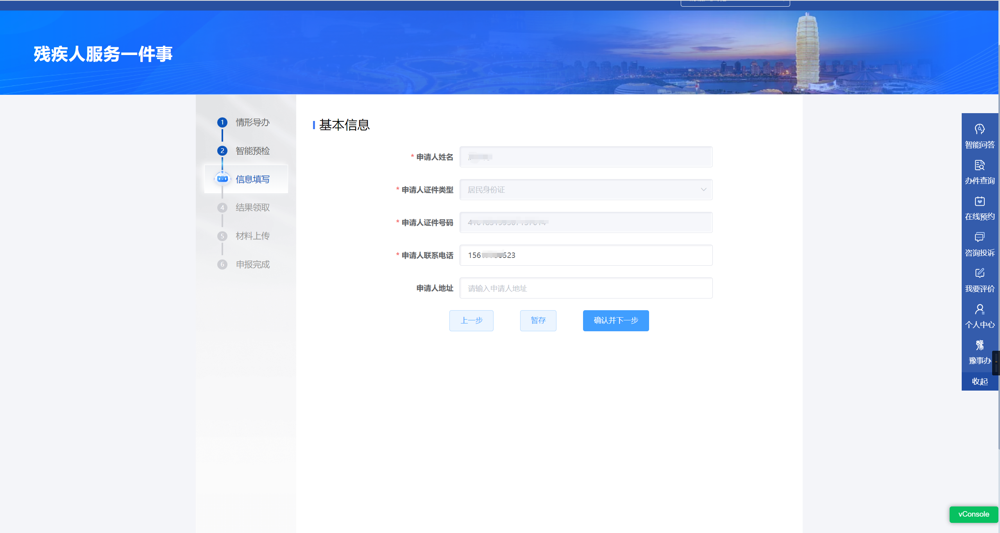 残疾人服务一件事
1 情形导办
2 智能预检
信息填写
4 结果领取
5 材料上传
6 申报完成
基本信息
* 申请人姓名
* 申请人证件类型 居民身份证
* 申请人证件号码
* 申请人联系电话 156 523
申请人地址 请输入申请人地址
上一步 暂存 确认并下一步
智能问答
办件查询
在线预约
咨询投诉
我要评价
个人中心
豫事办
收起
vConsole